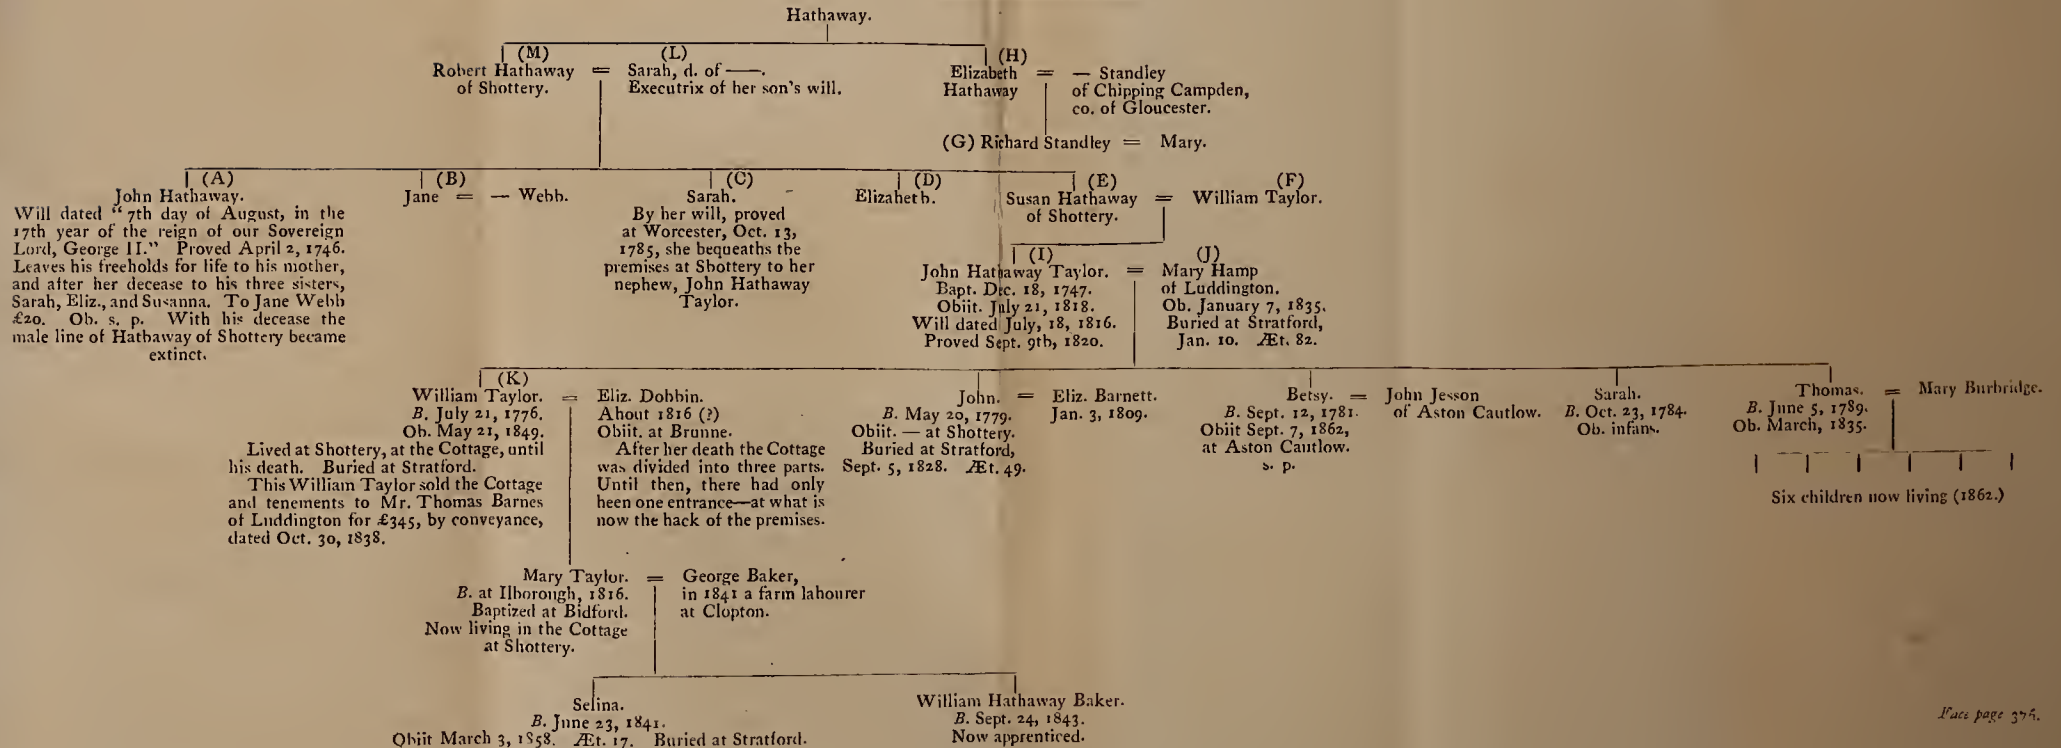 Hathaway.
(M)
Robert Hathaway
of Shottery.
=
(L)
Sarah, d. of ——.
Executrix of her son's will.
(H)
Elizabeth
Hathaway
=
— Standley
of Chipping Campden,
co. of Gloucester.
(G) Richard Standley = Mary.
(A)
John Hathaway.
Will dated "7th day of August, in the
17th year of the reign of our Sovereign
Lord, George II." Proved April 2, 1746.
Leaves his freeholds for life to his mother,
and after her decease to his three sisters,
Sarah, Eliz., and Susanna. To Jane Webb
£20. Ob. s. p. With his decease the
male line of Hathaway of Shottery became
extinct.
(B)
Jane = — Webb.
(C)
Sarah.
By her will, proved
at Worcester, Oct. 13,
1785, she bequeaths the
premises at Shottery to her
nephew, John Hathaway
Taylor.
(D)
Elizabeth.
(E)
Susan Hathaway
of Shottery.
=
(F)
William Taylor.
(I)
John Hathaway Taylor.
Bapt. Dec. 18, 1747.
Obiit. July 21, 1818.
Will dated July, 18, 1816.
Proved Sept. 9th, 1820.
=
(J)
Mary Hamp
of Luddington.
Ob. January 7, 1835.
Buried at Stratford,
Jan. 10. Æt. 82.
(K)
William Taylor.
B. July 21, 1776.
Ob. May 21, 1849.
Lived at Shottery, at the Cottage, until
his death. Buried at Stratford.
This William Taylor sold the Cottage
and tenements to Mr. Thomas Barnes
of Luddington for £345, by conveyance,
dated Oct. 30, 1838.
=
Eliz. Dobbin.
About 1816 (?)
Obiit. at Brunne.
After her death the Cottage
was divided into three parts.
Until then, there had only
been one entrance—at what is
now the back of the premises.
John.
B. May 20, 1779.
Obiit. — at Shottery.
Buried at Stratford,
Sept. 5, 1828. Æt. 49.
=
Eliz. Barnett.
Jan. 3, 1809.
Betsy.
B. Sept. 12, 1781.
Obiit Sept. 7, 1862,
at Aston Cautlow.
s. p.
=
John Jesson
of Aston Cautlow.
Sarah.
B. Oct. 23, 1784.
Ob. infans.
Thomas.
B. June 5, 1789.
Ob. March, 1835.
=
Mary Burbridge.
Six children now living (1862.)
Mary Taylor.
B. at Ilborough, 1816.
Baptized at Bidford.
Now living in the Cottage
at Shottery.
=
George Baker,
in 1841 a farm labourer
at Clopton.
Selina.
B. June 23, 1841.
Obiit March 3, 1858. Æt. 17. Buried at Stratford.
William Hathaway Baker.
B. Sept. 24, 1843.
Now apprenticed.
Face page